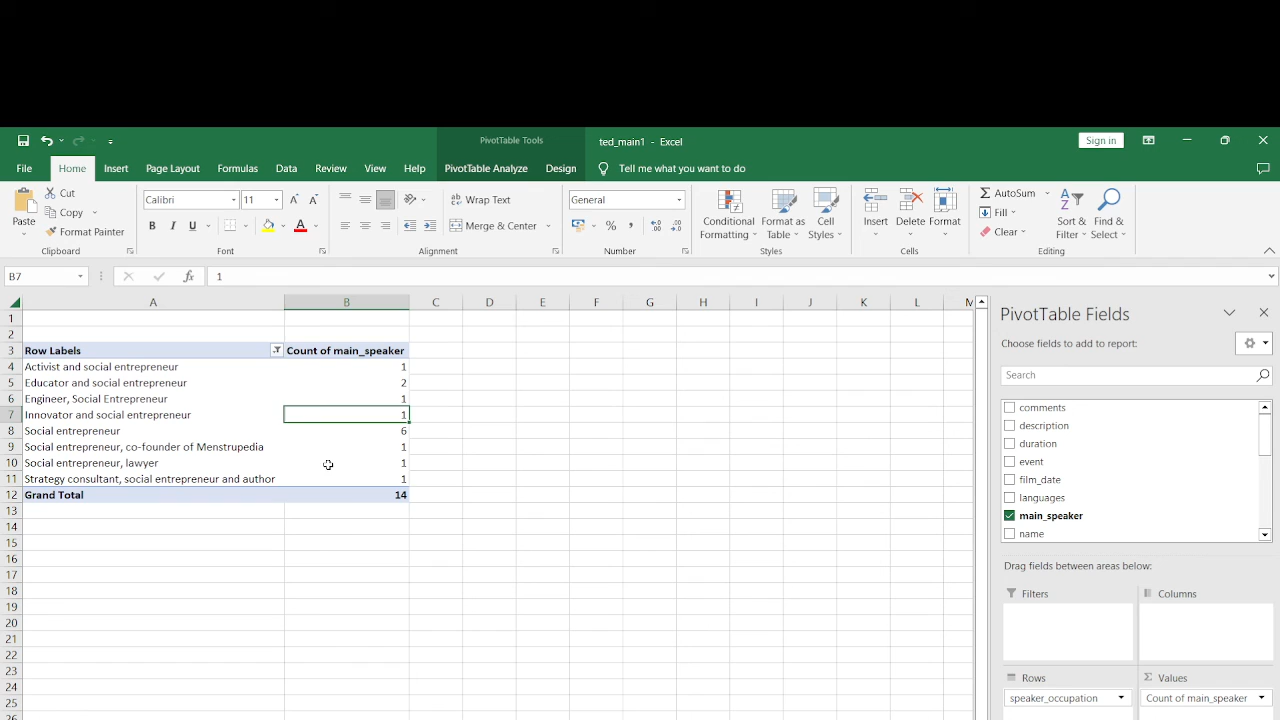 PivotTable Tools
ted_main1 - Excel
Sign in
File Home Insert Page Layout Formulas Data Review View Help PivotTable Analyze Design Tell me what you want to do
Paste
Cut
Copy
Format Painter
Clipboard
Calibri 11
B I U
Font
Wrap Text
Merge & Center
Alignment
General
%
Number
Conditional Formatting
Format as Table
Cell Styles
Styles
Insert
Delete
Format
Cells
AutoSum
Fill
Clear
Sort & Filter
Find & Select
Editing
B7 fx 1
A B C D E F G H I J K L M
1
2
3 Row Labels Count of main_speaker
4 Activist and social entrepreneur 1
5 Educator and social entrepreneur 2
6 Engineer, Social Entrepreneur 1
7 Innovator and social entrepreneur 1
8 Social entrepreneur 6
9 Social entrepreneur, co-founder of Menstrupedia 1
10 Social entrepreneur, lawyer 1
11 Strategy consultant, social entrepreneur and author 1
12 Grand Total 14
13
14
15
16
17
18
19
20
21
22
23
24
25
26
PivotTable Fields
Choose fields to add to report:
Search
comments
description
duration
event
film_date
languages
main_speaker
name
Drag fields between areas below:
Filters
Columns
Rows
Σ Values
speaker_occupation
Count of main_speaker